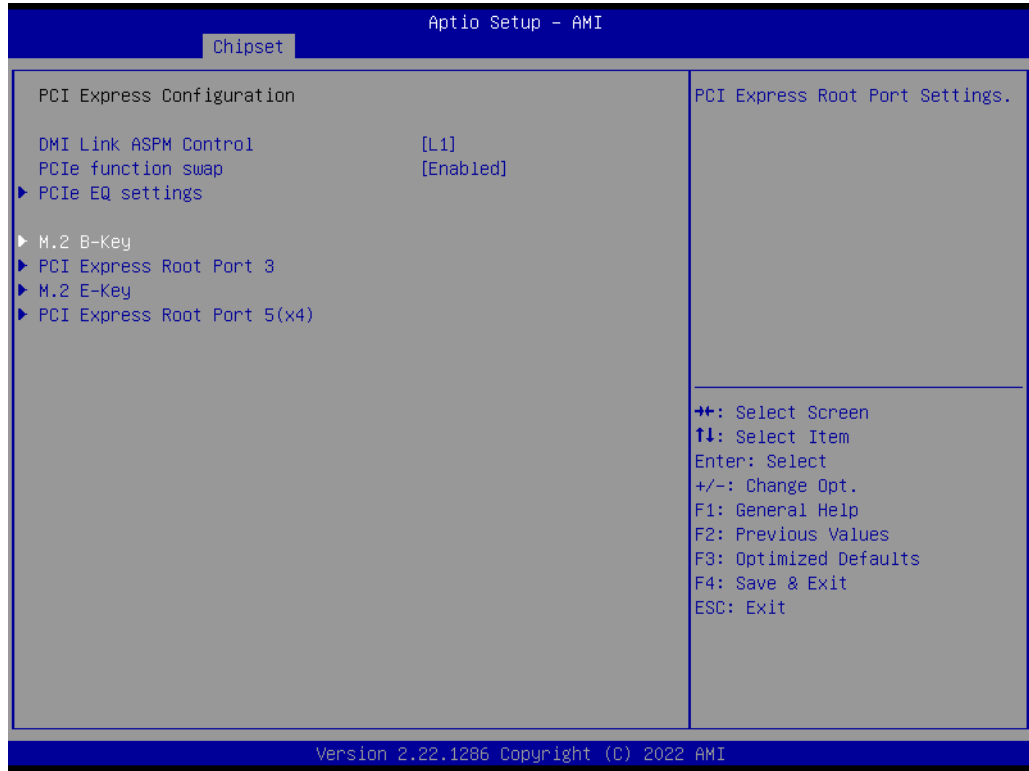 Aptio Setup – AMI
Chipset
PCI Express Configuration
DMI Link ASPM Control [L1]
PCIe function swap [Enabled]
▶ PCIe EQ settings
▶ M.2 B-Key
▶ PCI Express Root Port 3
▶ M.2 E-Key
▶ PCI Express Root Port 5(x4)
PCI Express Root Port Settings.
→←: Select Screen
↑↓: Select Item
Enter: Select
+/-: Change Opt.
F1: General Help
F2: Previous Values
F3: Optimized Defaults
F4: Save & Exit
ESC: Exit
Version 2.22.1286 Copyright (C) 2022 AMI